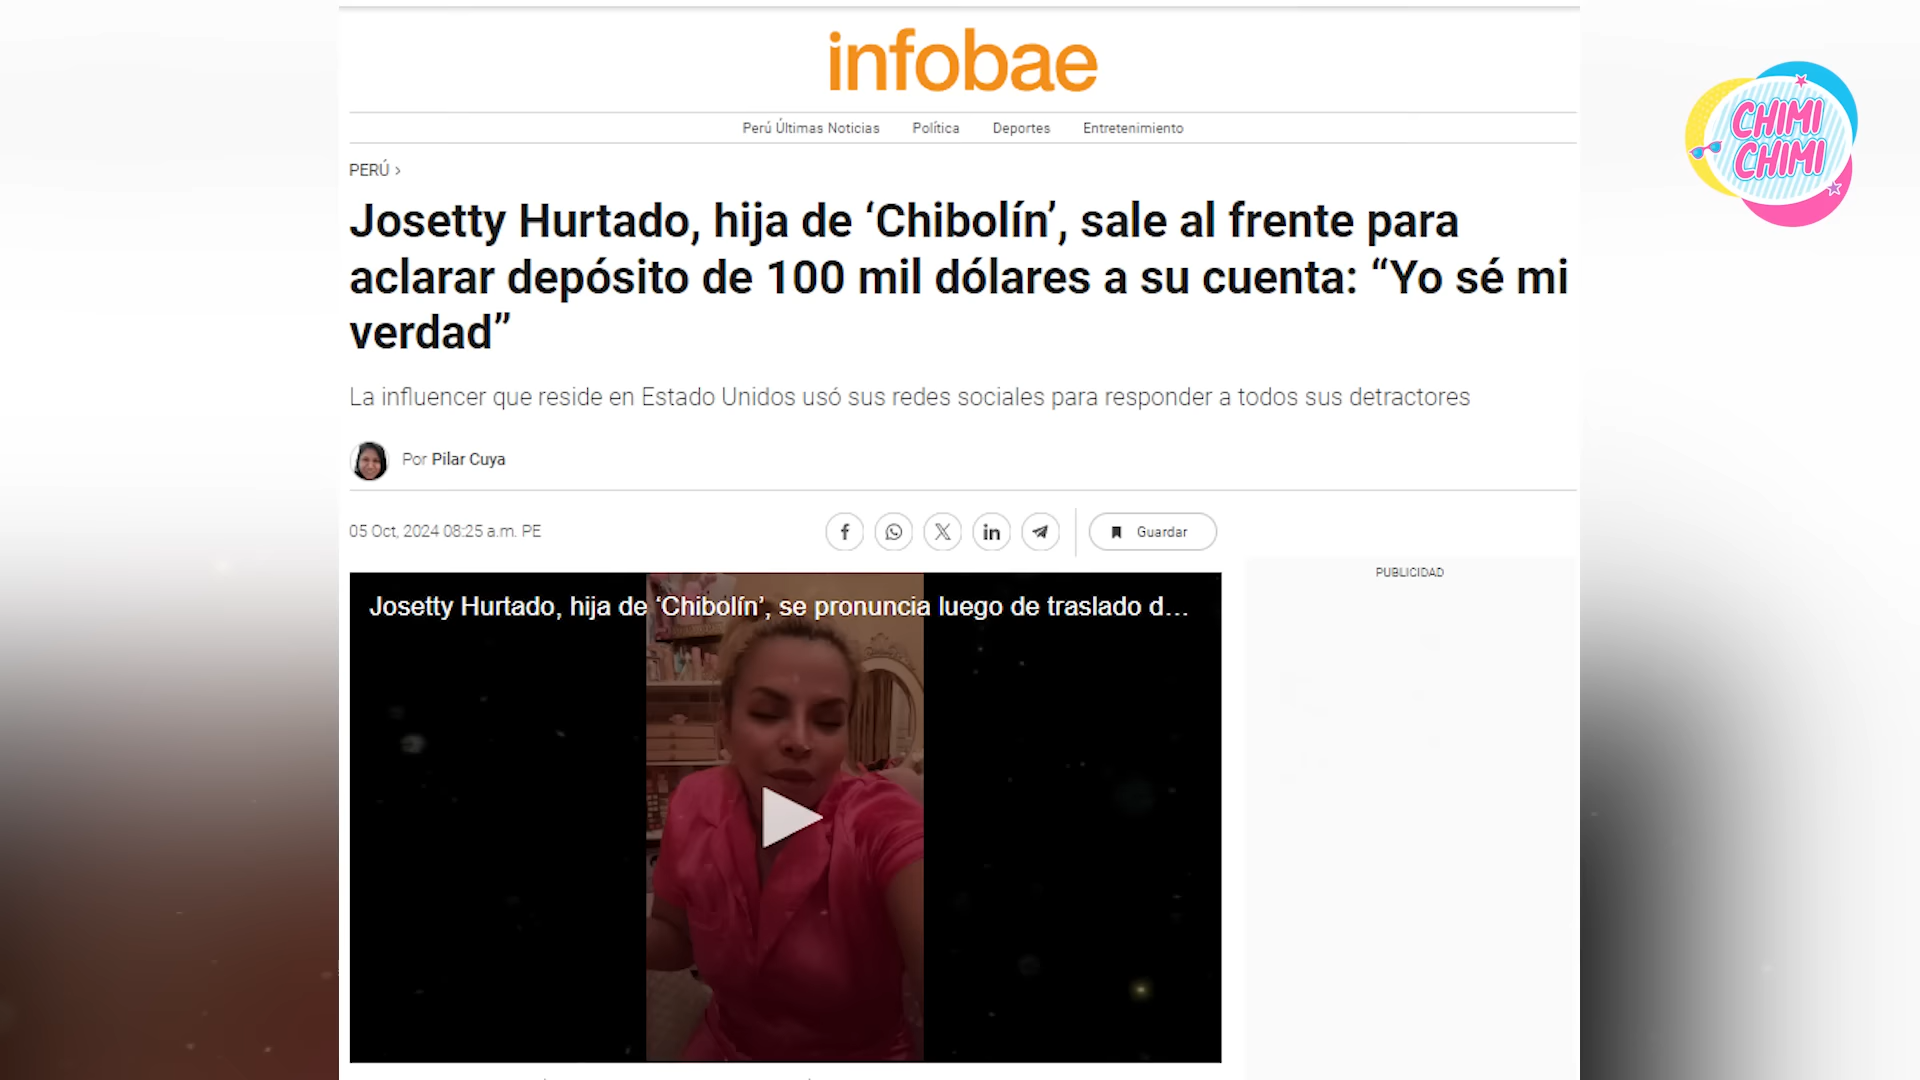 infobae
CHIMI
CHIMI
Perú Últimas Noticias Política Deportes Entretenimiento
PERÚ >
Josetty Hurtado, hija de ‘Chibolín’, sale al frente para
aclarar depósito de 100 mil dólares a su cuenta: “Yo sé mi
verdad”
La influencer que reside en Estado Unidos usó sus redes sociales para responder a todos sus detractores
Por Pilar Cuya
05 Oct, 2024 08:25 a.m. PE
Guardar
PUBLICIDAD
Josetty Hurtado, hija de ‘Chibolín’, se pronuncia luego de traslado d...